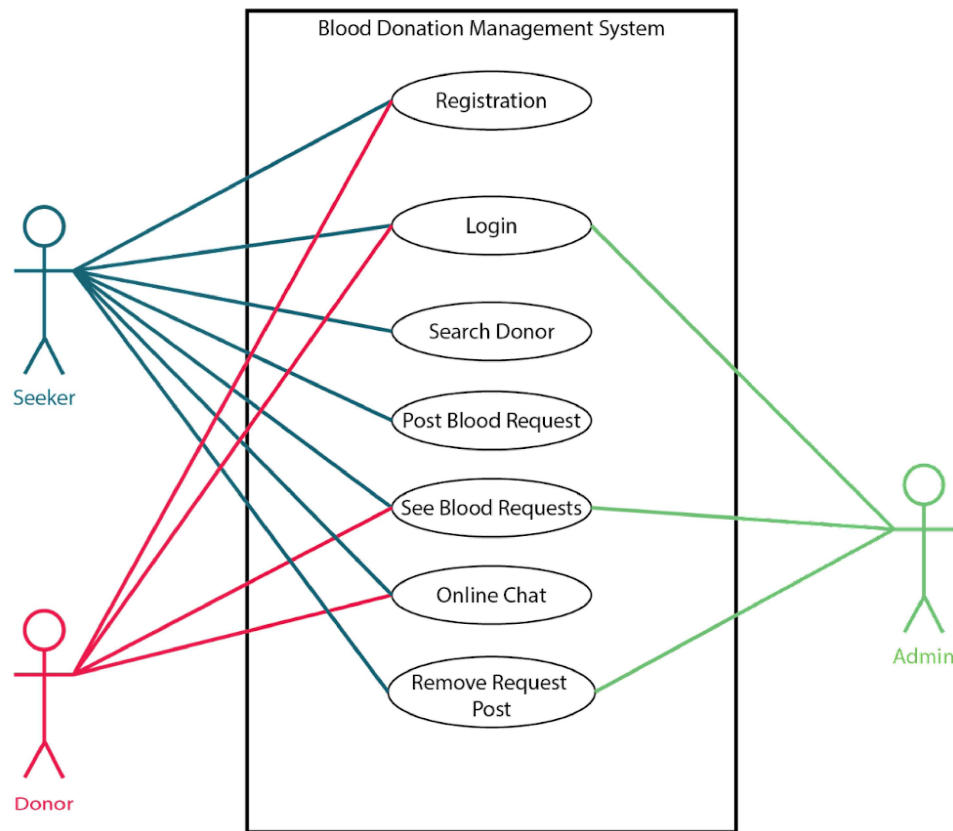 Blood Donation Management System
Registration
Login
Search Donor
Post Blood Request
See Blood Requests
Online Chat
Remove Request
Post
Seeker
Donor
Admin